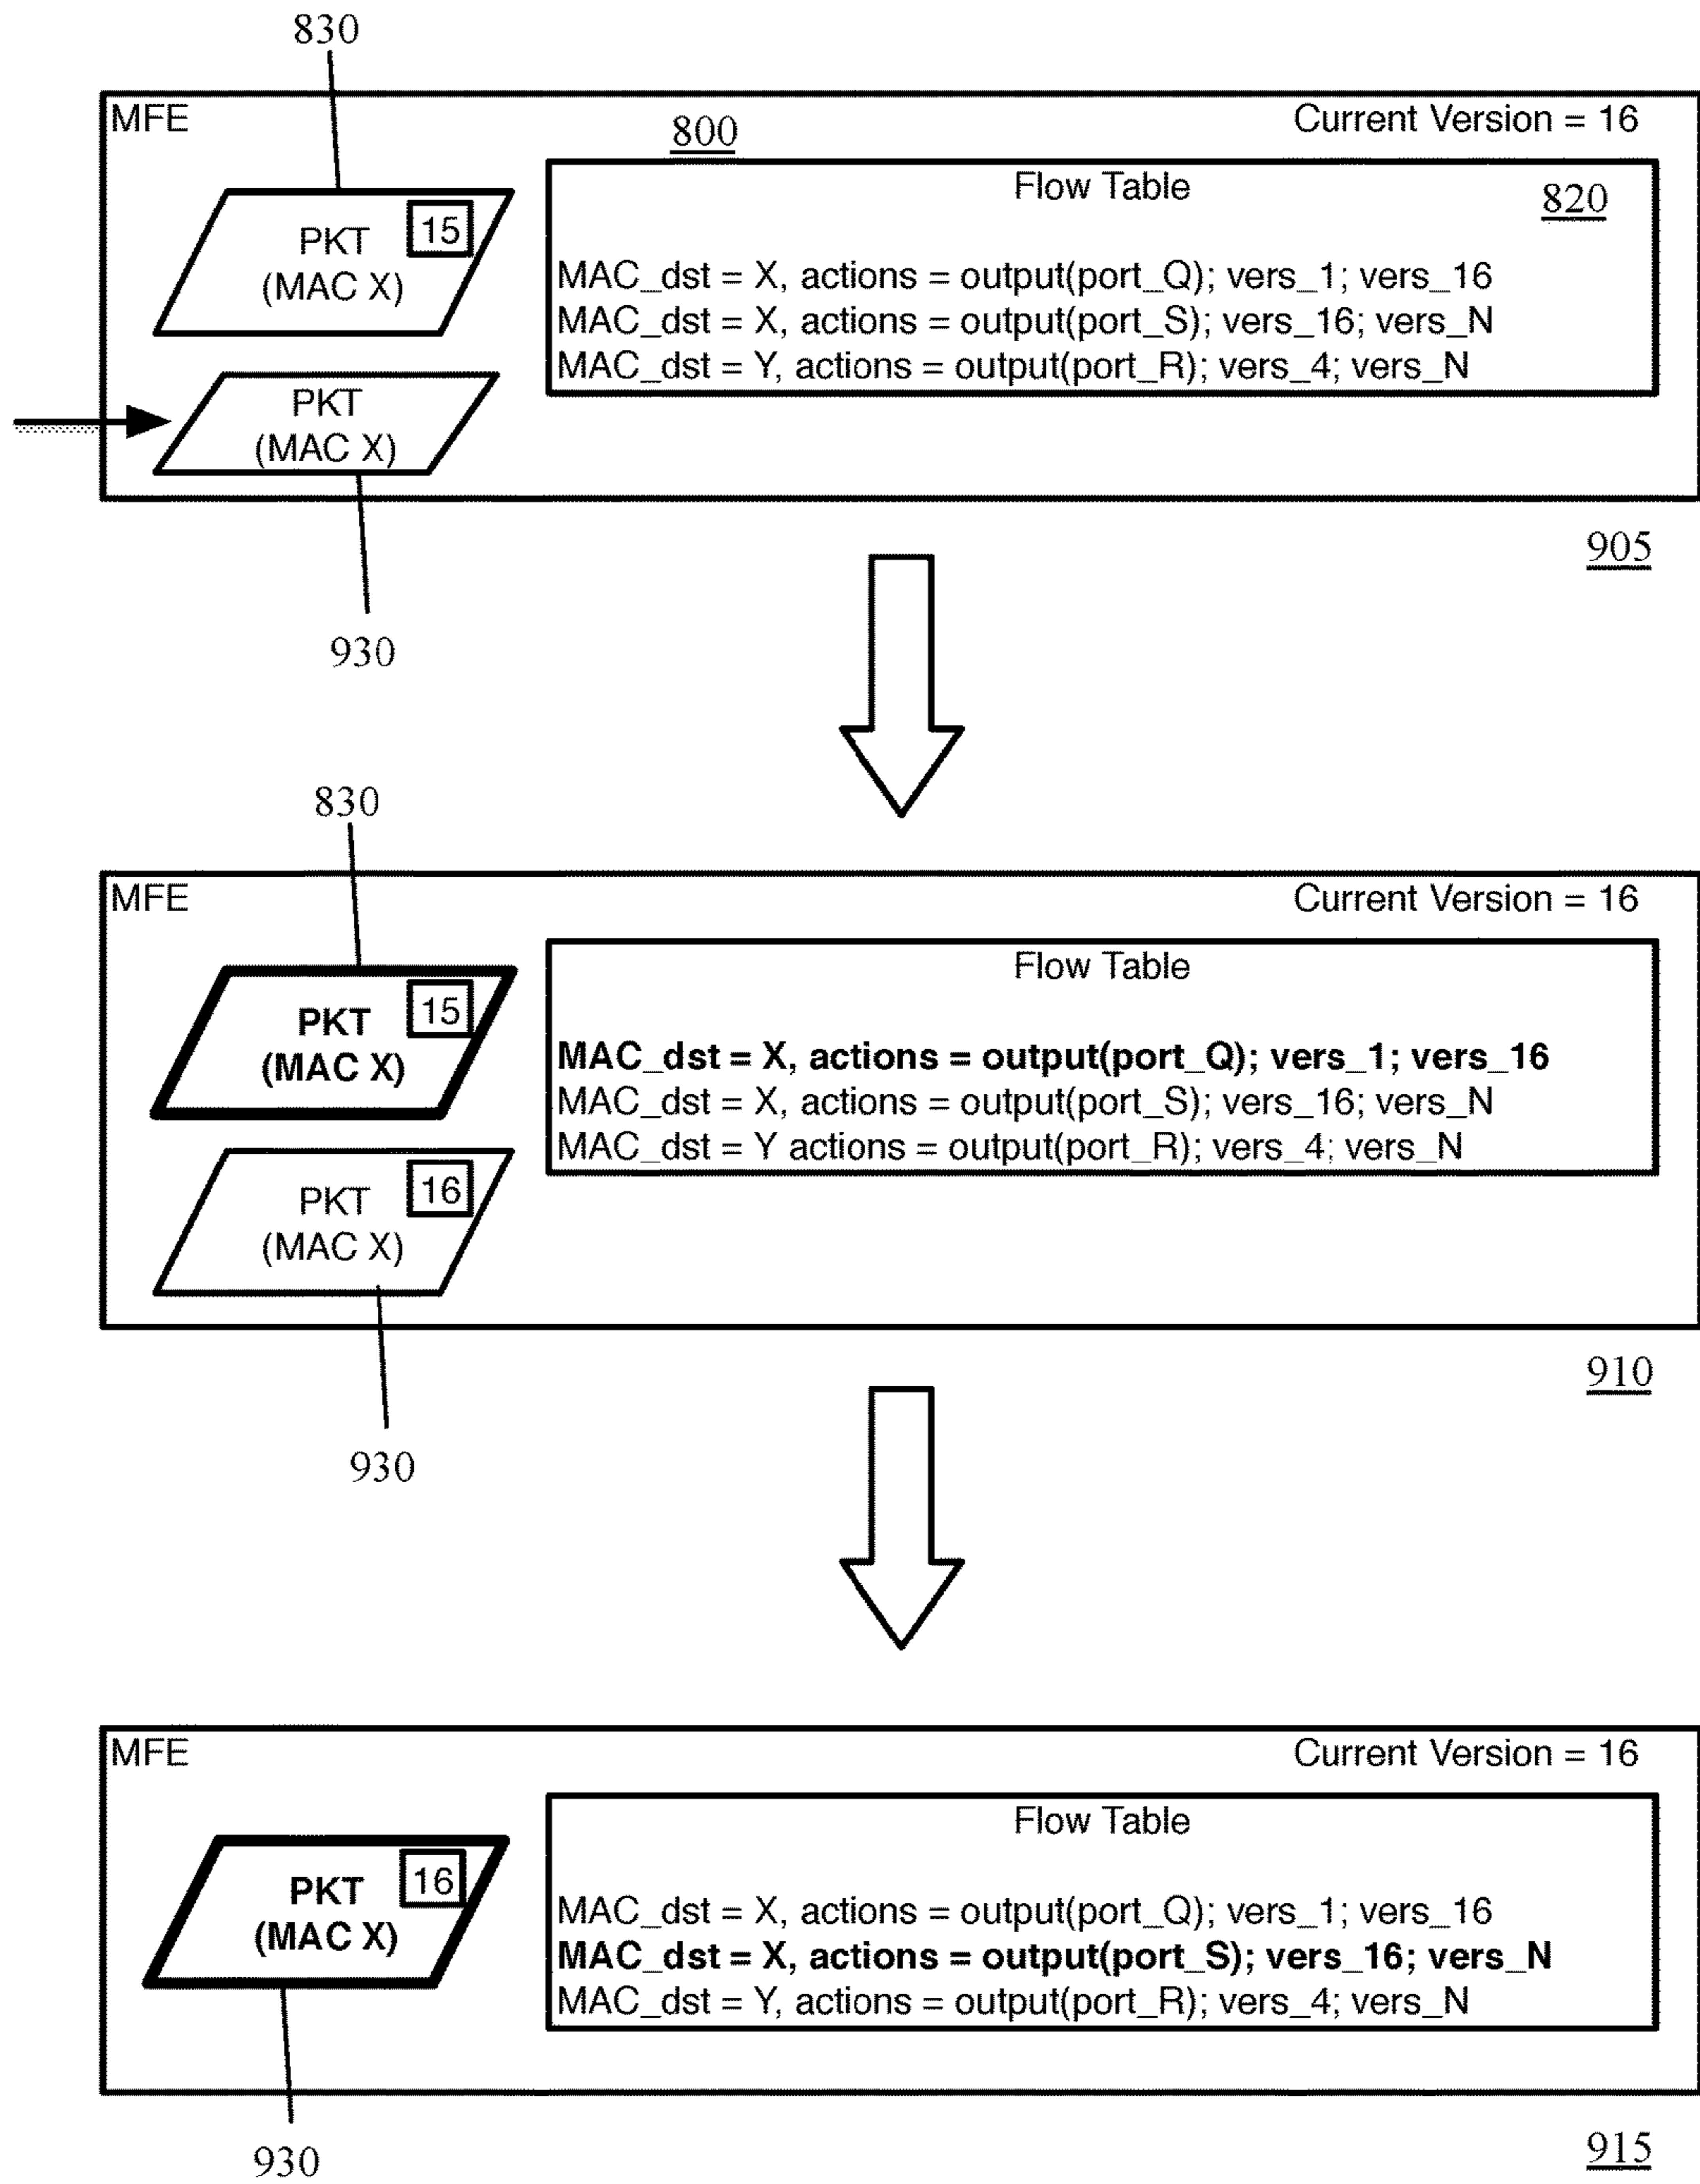 830
MFE
800
Current Version = 16
PKT
(MAC X)
15
Flow Table
820
MAC_dst = X, actions = output(port_Q); vers_1; vers_16
MAC_dst = X, actions = output(port_S); vers_16; vers_N
MAC_dst = Y, actions = output(port_R); vers_4; vers_N
PKT
(MAC X)
905
930
830
MFE
Current Version = 16
PKT
(MAC X)
15
Flow Table
MAC_dst = X, actions = output(port_Q); vers_1; vers_16
MAC_dst = X, actions = output(port_S); vers_16; vers_N
MAC_dst = Y actions = output(port_R); vers_4; vers_N
PKT
(MAC X)
16
910
930
MFE
Current Version = 16
PKT
(MAC X)
16
Flow Table
MAC_dst = X, actions = output(port_Q); vers_1; vers_16
MAC_dst = X, actions = output(port_S); vers_16; vers_N
MAC_dst = Y, actions = output(port_R); vers_4; vers_N
930
915